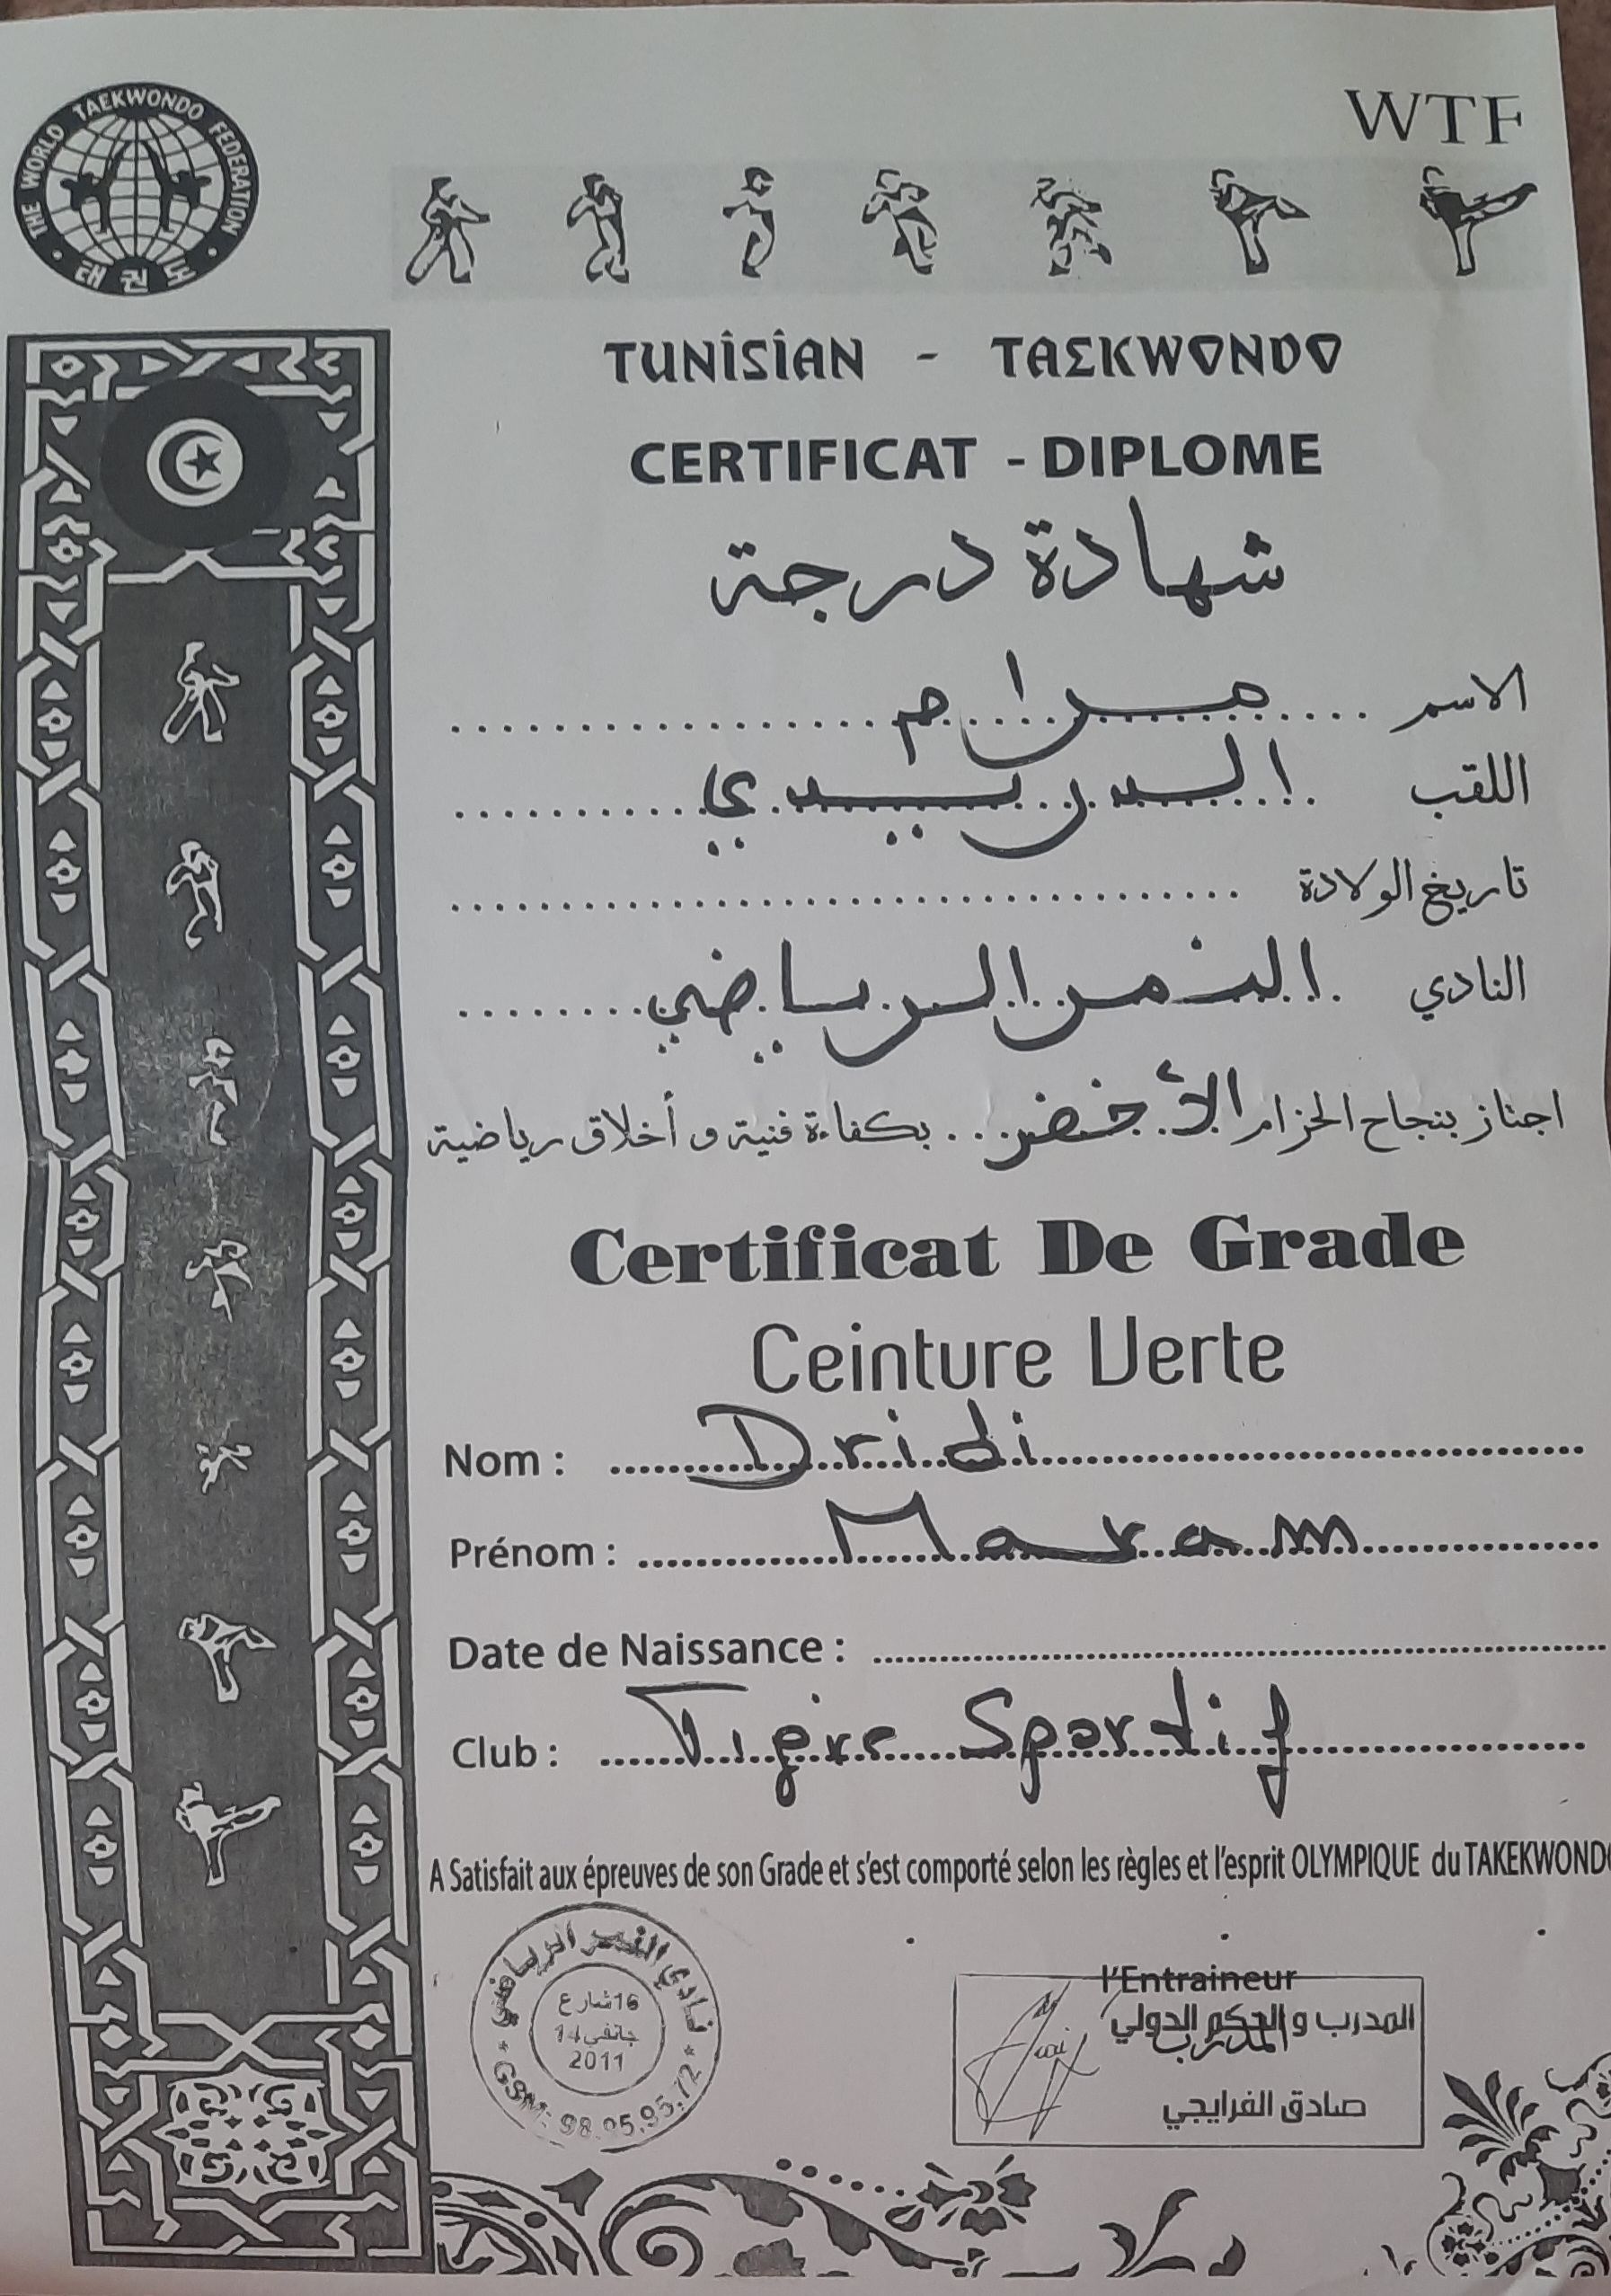 THE WORLD TAEKWONDO FEDERATION
태권도
WTF
TUNISIAN - TAEKWONDO
CERTIFICAT - DIPLOME
شهادة درجة
الاسم مرام
اللقب الدريدي
تاريخ الولادة
النادي النمر الرياضي
اجتاز بنجاح الحزام الأخضر بكفاءة فنية و أخلاق رياضية
Certificat De Grade
Ceinture Verte
Nom : Dridi
Prénom : Maram
Date de Naissance :
Club : Tigre Sportif
A Satisfait aux épreuves de son Grade et s'est comporté selon les règles et l'esprit OLYMPIQUE du TAKEKWONDO
نادي النمر الرياضي
16 شارع
14 جانفي
2011
GSM: 98.05.95.72
l'Entraineur
المدرب و الحكم الدولي
المدرب
صادق الفرايجي